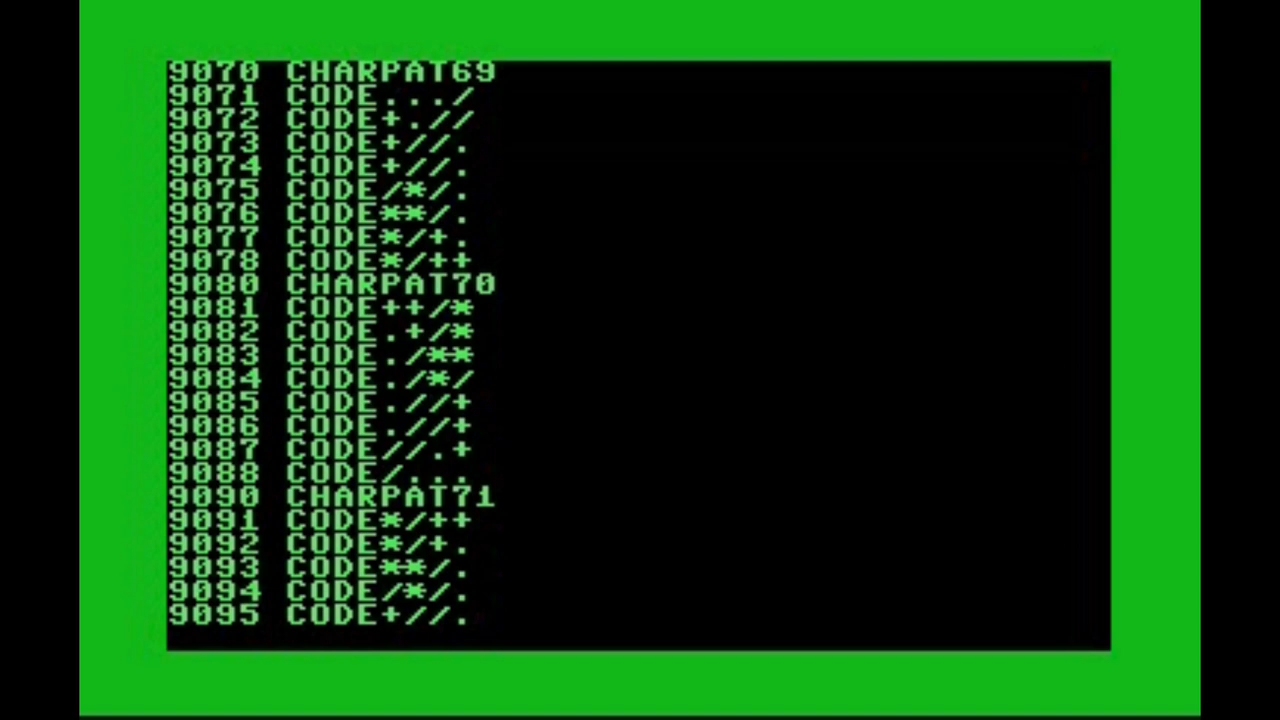 9070 CHARPAT69
9071 CODE.../
9072 CODE+.//
9073 CODE+//.
9074 CODE+//.
9075 CODE/*/.
9076 CODE**/.
9077 CODE*/+.
9078 CODE*/++
9080 CHARPAT70
9081 CODE++/*
9082 CODE.+/*
9083 CODE./**
9084 CODE./*/
9085 CODE.//+
9086 CODE.//+
9087 CODE//.+
9088 CODE/...
9090 CHARPAT71
9091 CODE*/++
9092 CODE*/+.
9093 CODE**/.
9094 CODE/*/.
9095 CODE+//.